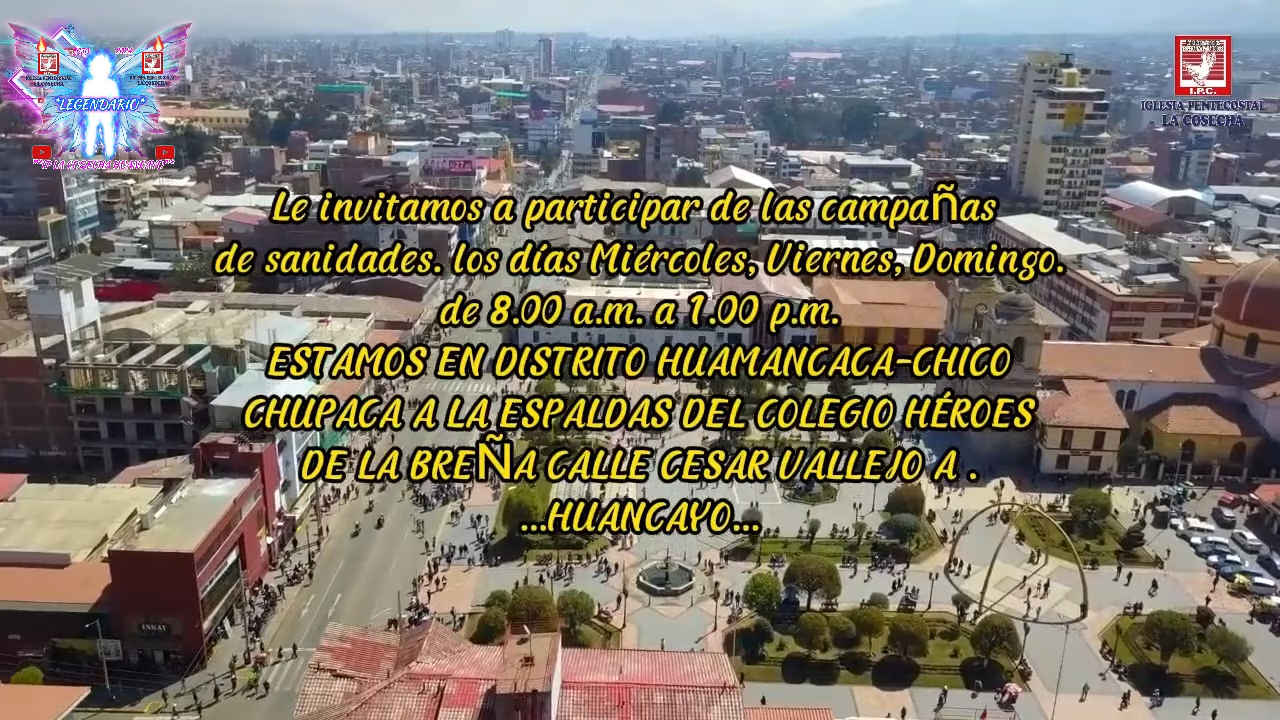 "LEGENDARIO"
I.P.C.
IGLESIA PENTECOSTAL
LA COSECHA
Le invitamos a participar de las campañas
de sanidades. los días Miércoles, Viernes, Domingo.
de 8.00 a.m. a 1.00 p.m.
ESTAMOS EN DISTRITO HUAMANCACA-CHICO
CHUPACA A LA ESPALDAS DEL COLEGIO HÉROES
DE LA BREÑA CALLE CESAR VALLEJO A .
...HUANCAYO...